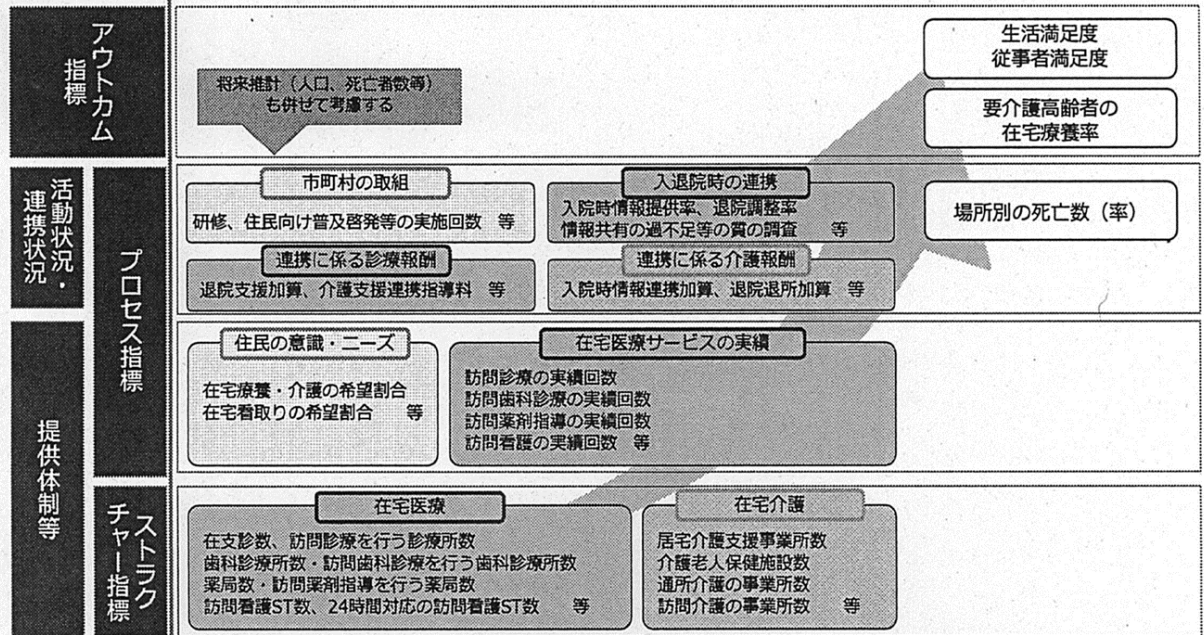 アウトカム
指標
将来推計（人口、死亡者数等）
も併せて考慮する
生活満足度
従事者満足度
要介護高齢者の
在宅療養率
活動状況・
連携状況
プロセス指標
市町村の取組
研修、住民向け普及啓発等の実施回数　等
入退院時の連携
入院時情報提供率、退院調整率
情報共有の過不足等の質の調査　等
場所別の死亡数（率）
連携に係る診療報酬
退院支援加算、介護支援連携指導料　等
連携に係る介護報酬
入院時情報連携加算、退院退所加算　等
提供体制等
住民の意識・ニーズ
在宅療養・介護の希望割合
在宅看取りの希望割合　等
在宅医療サービスの実績
訪問診療の実績回数
訪問歯科診療の実績回数
訪問薬剤指導の実績回数
訪問看護の実績回数　等
ストラク
チャー指標
在宅医療
在支診数、訪問診療を行う診療所数
歯科診療所数・訪問歯科診療を行う歯科診療所数
薬局数・訪問薬剤指導を行う薬局数
訪問看護ST数、24時間対応の訪問看護ST数　等
在宅介護
居宅介護支援事業所数
介護老人保健施設数
通所介護の事業所数
訪問介護の事業所数　等